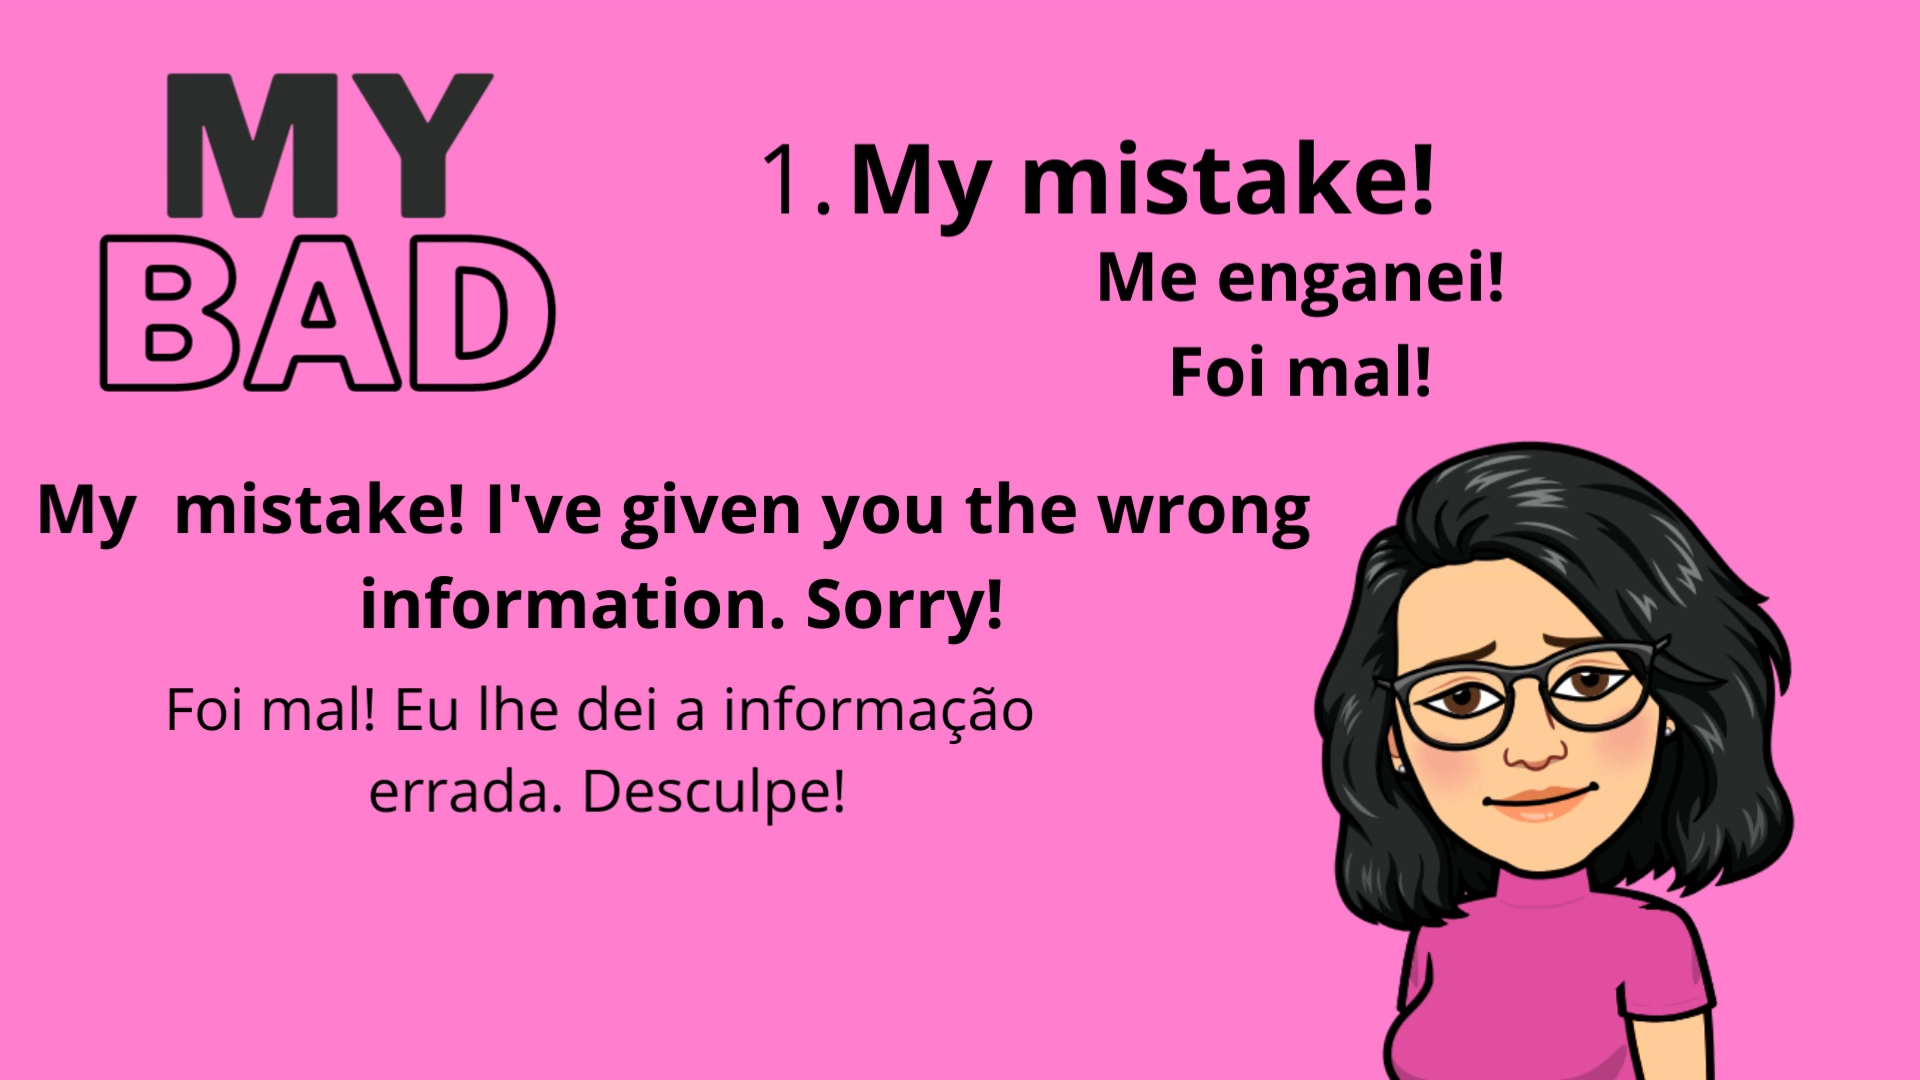 MY
BAD
1. My mistake!
Me enganei!
Foi mal!
My  mistake! I've given you the wrong
information. Sorry!
Foi mal! Eu lhe dei a informação
errada. Desculpe!